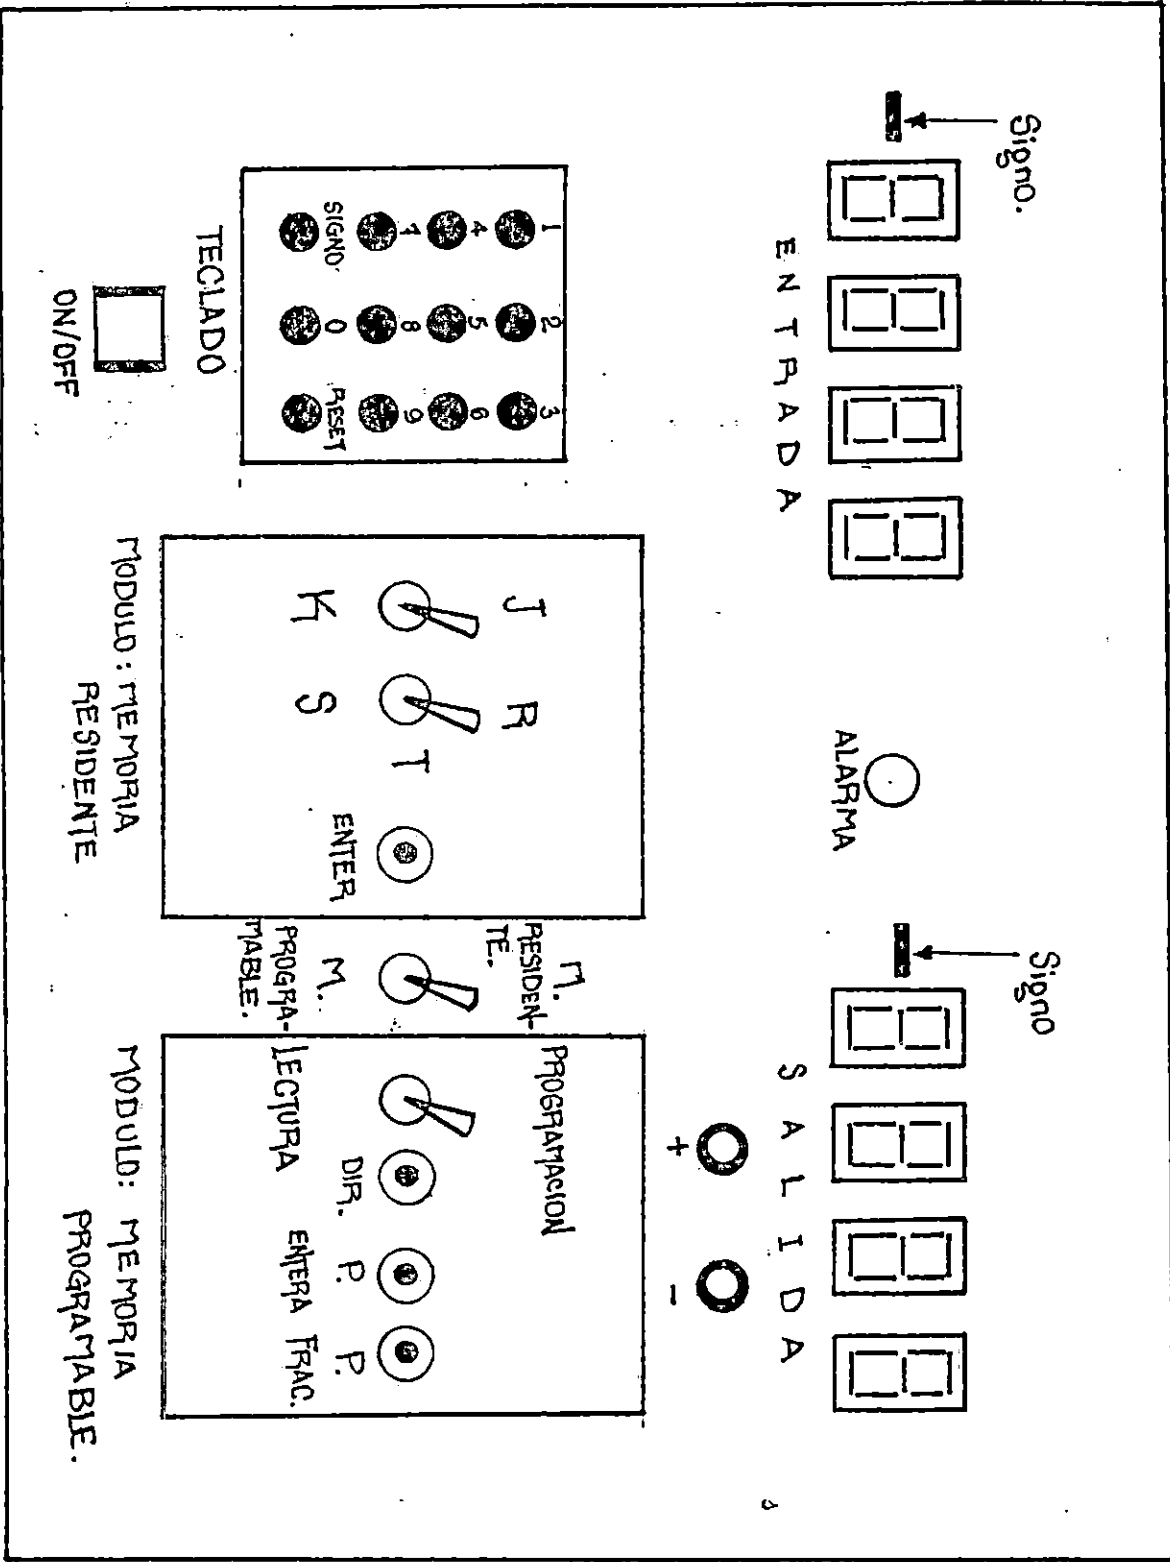 Signo.
Signo
ENTRADA
ALARMA
SALIDA
+ -
1 2 3
4 5 6
7 8 9
SIGNO. 0 RESET
TECLADO
ON/OFF
J R
T
K S
ENTER
MODULO: MEMORIA
RESIDENTE
M.
RESIDEN-
TE.
M.
PROGRA-
MABLE.
PROGRAMACION
LECTURA
DIR. P. P.
ENTERA FRAC.
MODULO: MEMORIA
PROGRAMABLE.